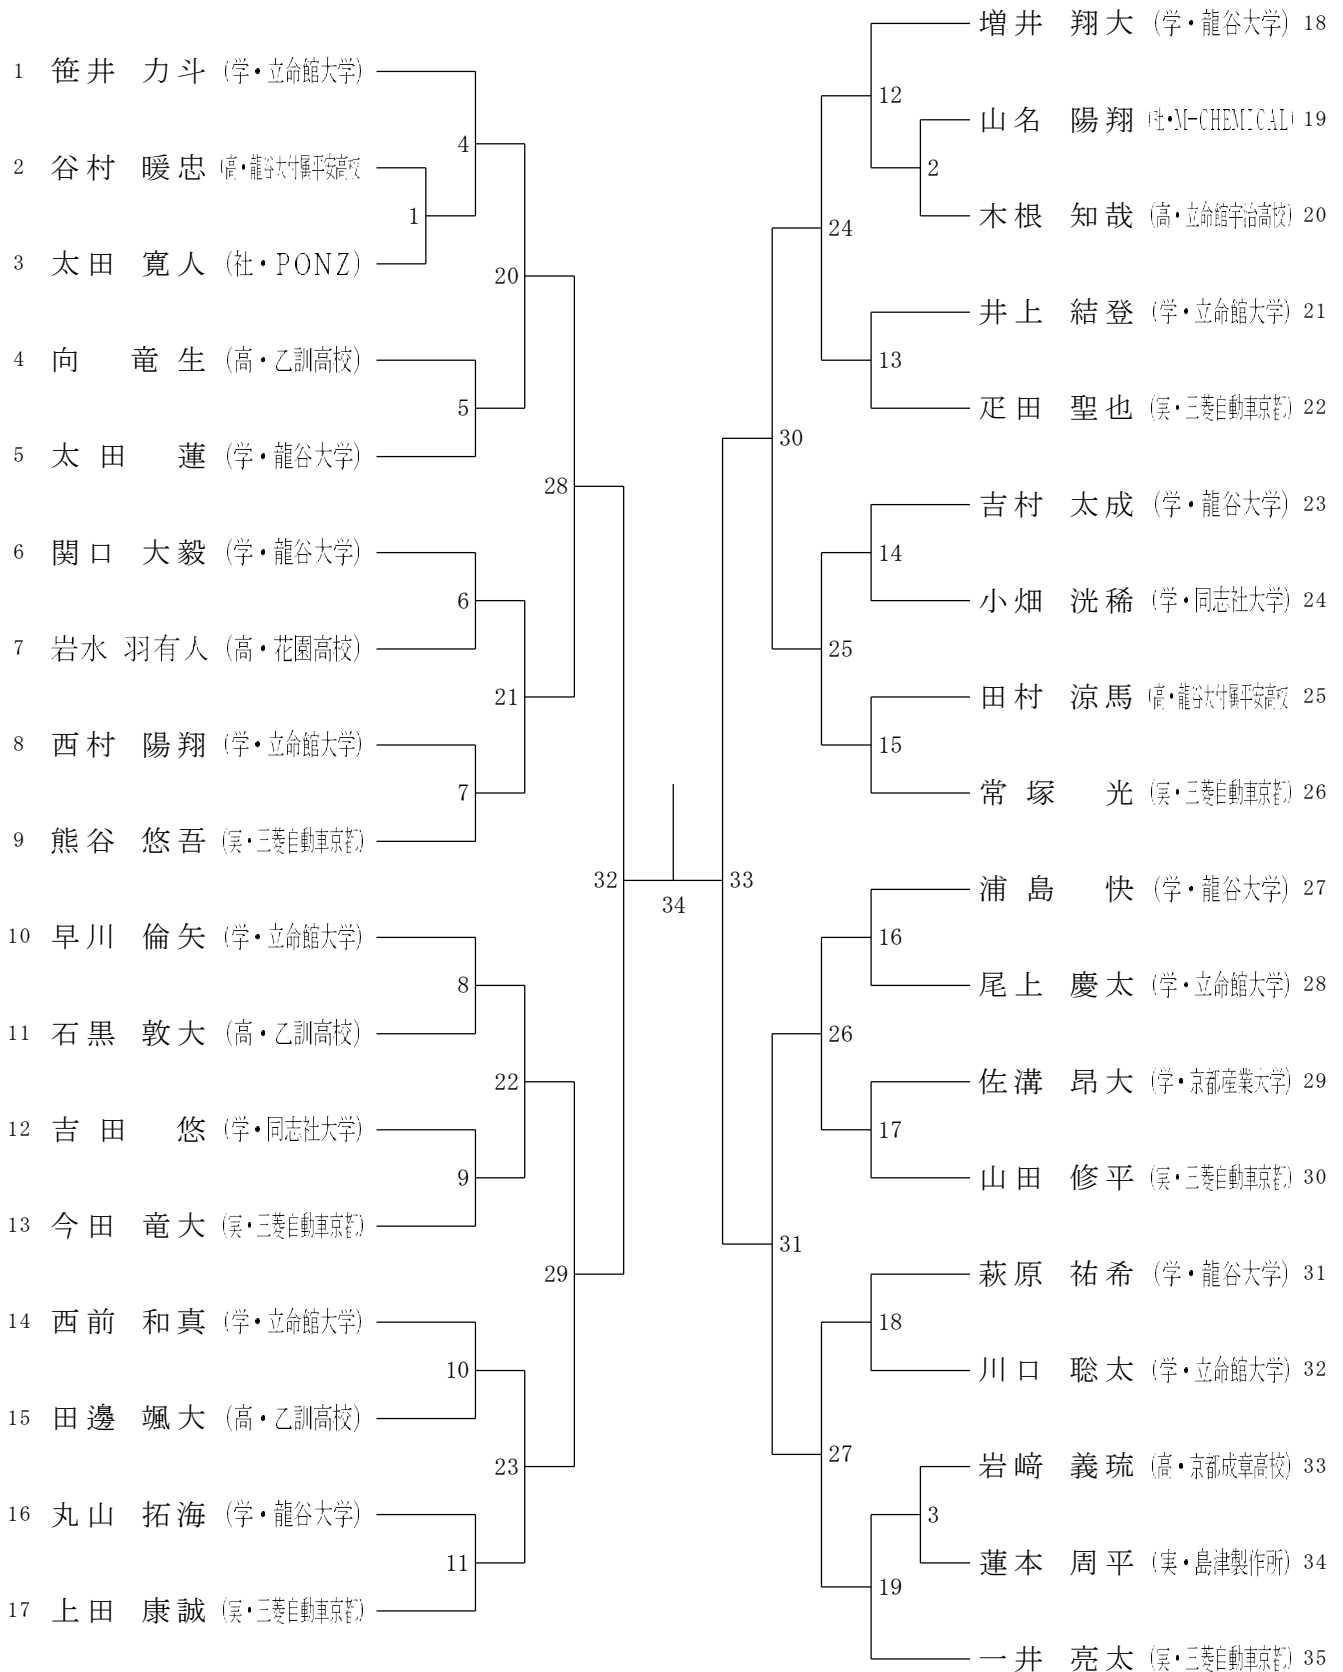 1 笹井 力斗 (学・立命館大学)
2 谷村 暖忠 (高・龍谷大付属平安高校
3 太田 寛人 (社・PONZ)
4 向 竜生 (高・乙訓高校)
5 太田 蓮 (学・龍谷大学)
6 関口 大毅 (学・龍谷大学)
7 岩水 羽有人 (高・花園高校)
8 西村 陽翔 (学・立命館大学)
9 熊谷 悠吾 (実・三菱自動車京都)
10 早川 倫矢 (学・立命館大学)
11 石黒 敦大 (高・乙訓高校)
12 吉田 悠 (学・同志社大学)
13 今田 竜大 (実・三菱自動車京都)
14 西前 和真 (学・立命館大学)
15 田邊 颯大 (高・乙訓高校)
16 丸山 拓海 (学・龍谷大学)
17 上田 康誠 (実・三菱自動車京都)
1
4
5
6
7
8
9
10
11
20
21
22
23
28
29
32
34
33
30
31
24
25
26
27
12
13
14
15
16
17
18
19
2
3
増井 翔大 (学・龍谷大学) 18
山名 陽翔 (社・M-CHEMICAL) 19
木根 知哉 (高・立命館宇治高校) 20
井上 結登 (学・立命館大学) 21
疋田 聖也 (実・三菱自動車京都) 22
吉村 太成 (学・龍谷大学) 23
小畑 洸稀 (学・同志社大学) 24
田村 涼馬 (高・龍谷大付属平安高校 25
常塚 光 (実・三菱自動車京都) 26
浦島 快 (学・龍谷大学) 27
尾上 慶太 (学・立命館大学) 28
佐溝 昂大 (学・京都産業大学) 29
山田 修平 (実・三菱自動車京都) 30
萩原 祐希 (学・龍谷大学) 31
川口 聡太 (学・立命館大学) 32
岩﨑 義琉 (高・京都成章高校) 33
蓮本 周平 (実・島津製作所) 34
一井 亮太 (実・三菱自動車京都) 35